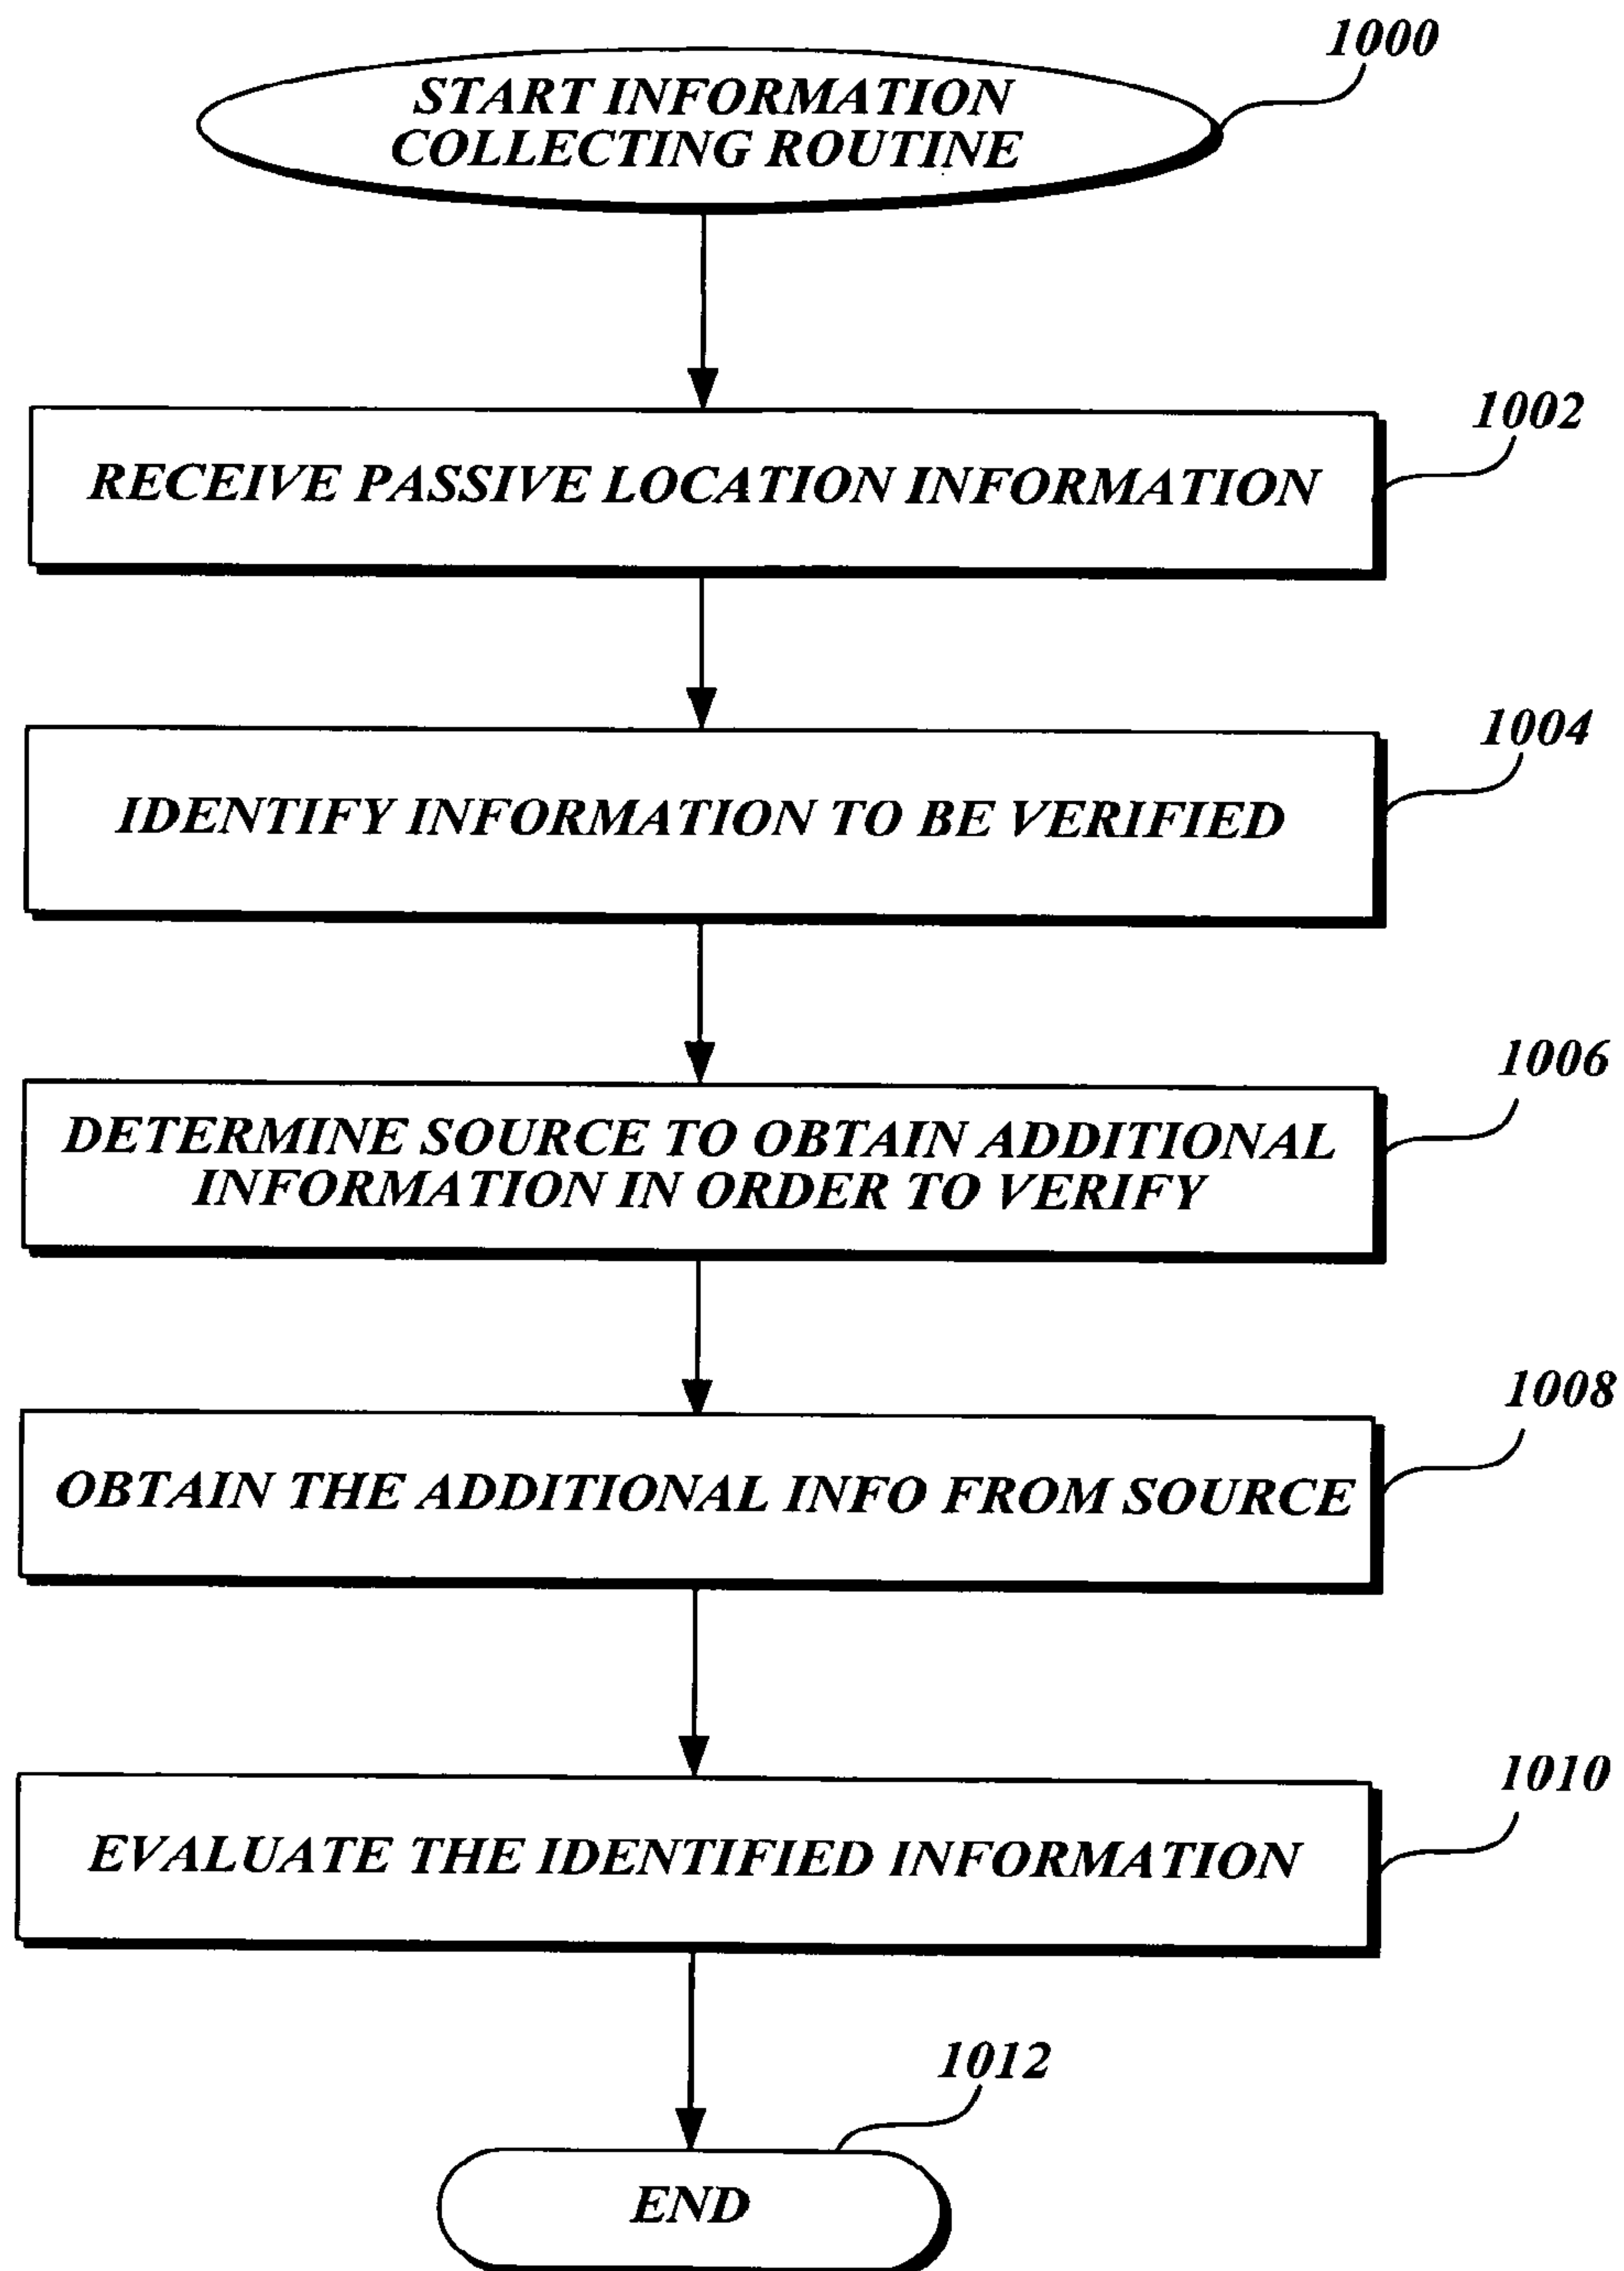 1000
START INFORMATION
COLLECTING ROUTINE
1002
RECEIVE PASSIVE LOCATION INFORMATION
1004
IDENTIFY INFORMATION TO BE VERIFIED
1006
DETERMINE SOURCE TO OBTAIN ADDITIONAL
INFORMATION IN ORDER TO VERIFY
1008
OBTAIN THE ADDITIONAL INFO FROM SOURCE
1010
EVALUATE THE IDENTIFIED INFORMATION
1012
END